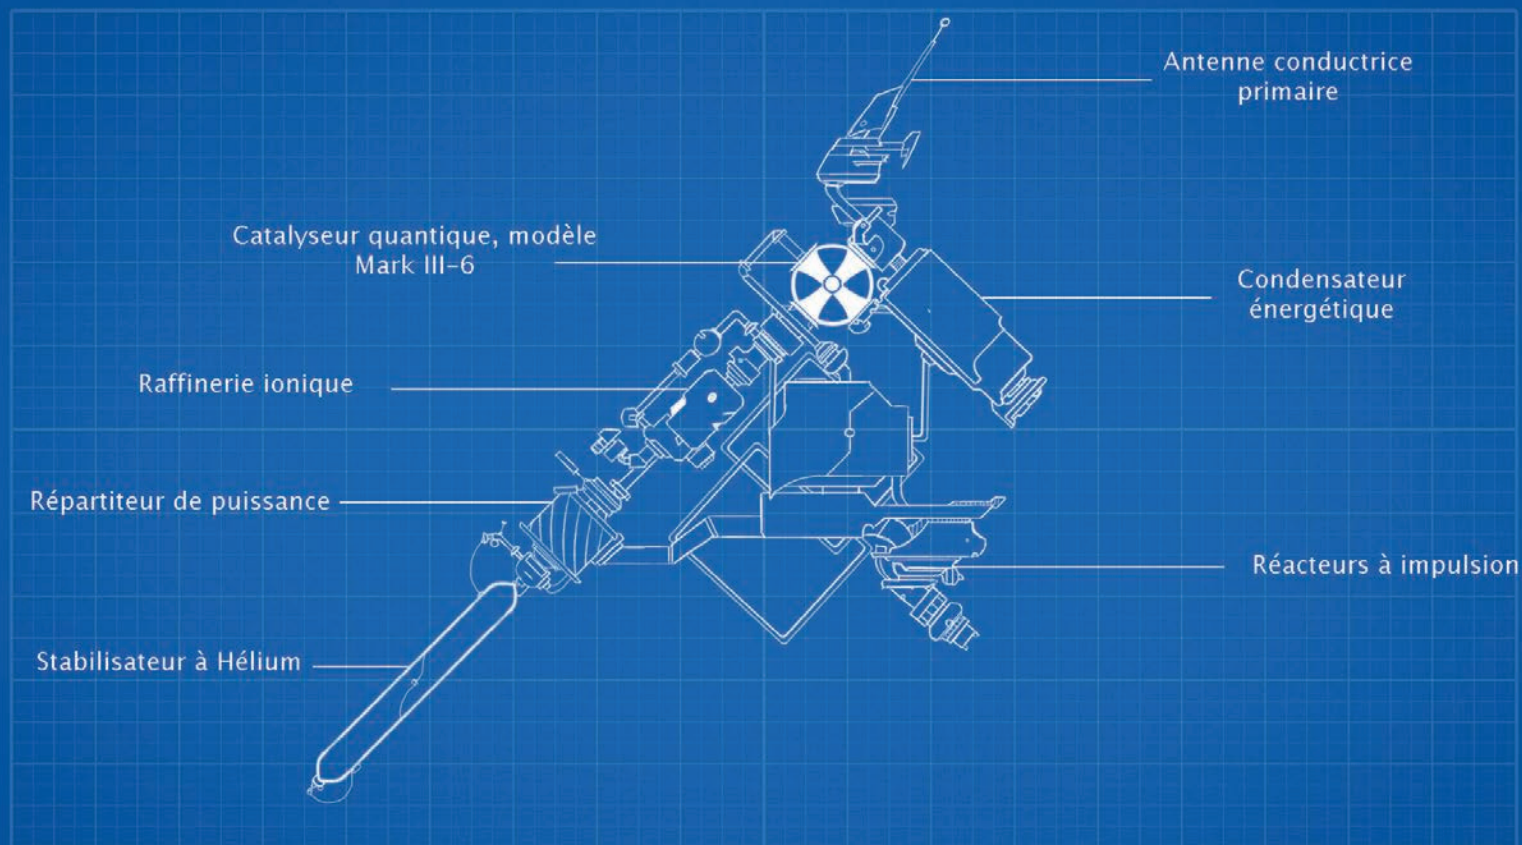 Antenne conductrice
primaire
Catalyseur quantique, modèle
Mark III-6
Condensateur
énergétique
Raffinerie ionique
Répartiteur de puissance
Réacteurs à impulsion
Stabilisateur à Hélium